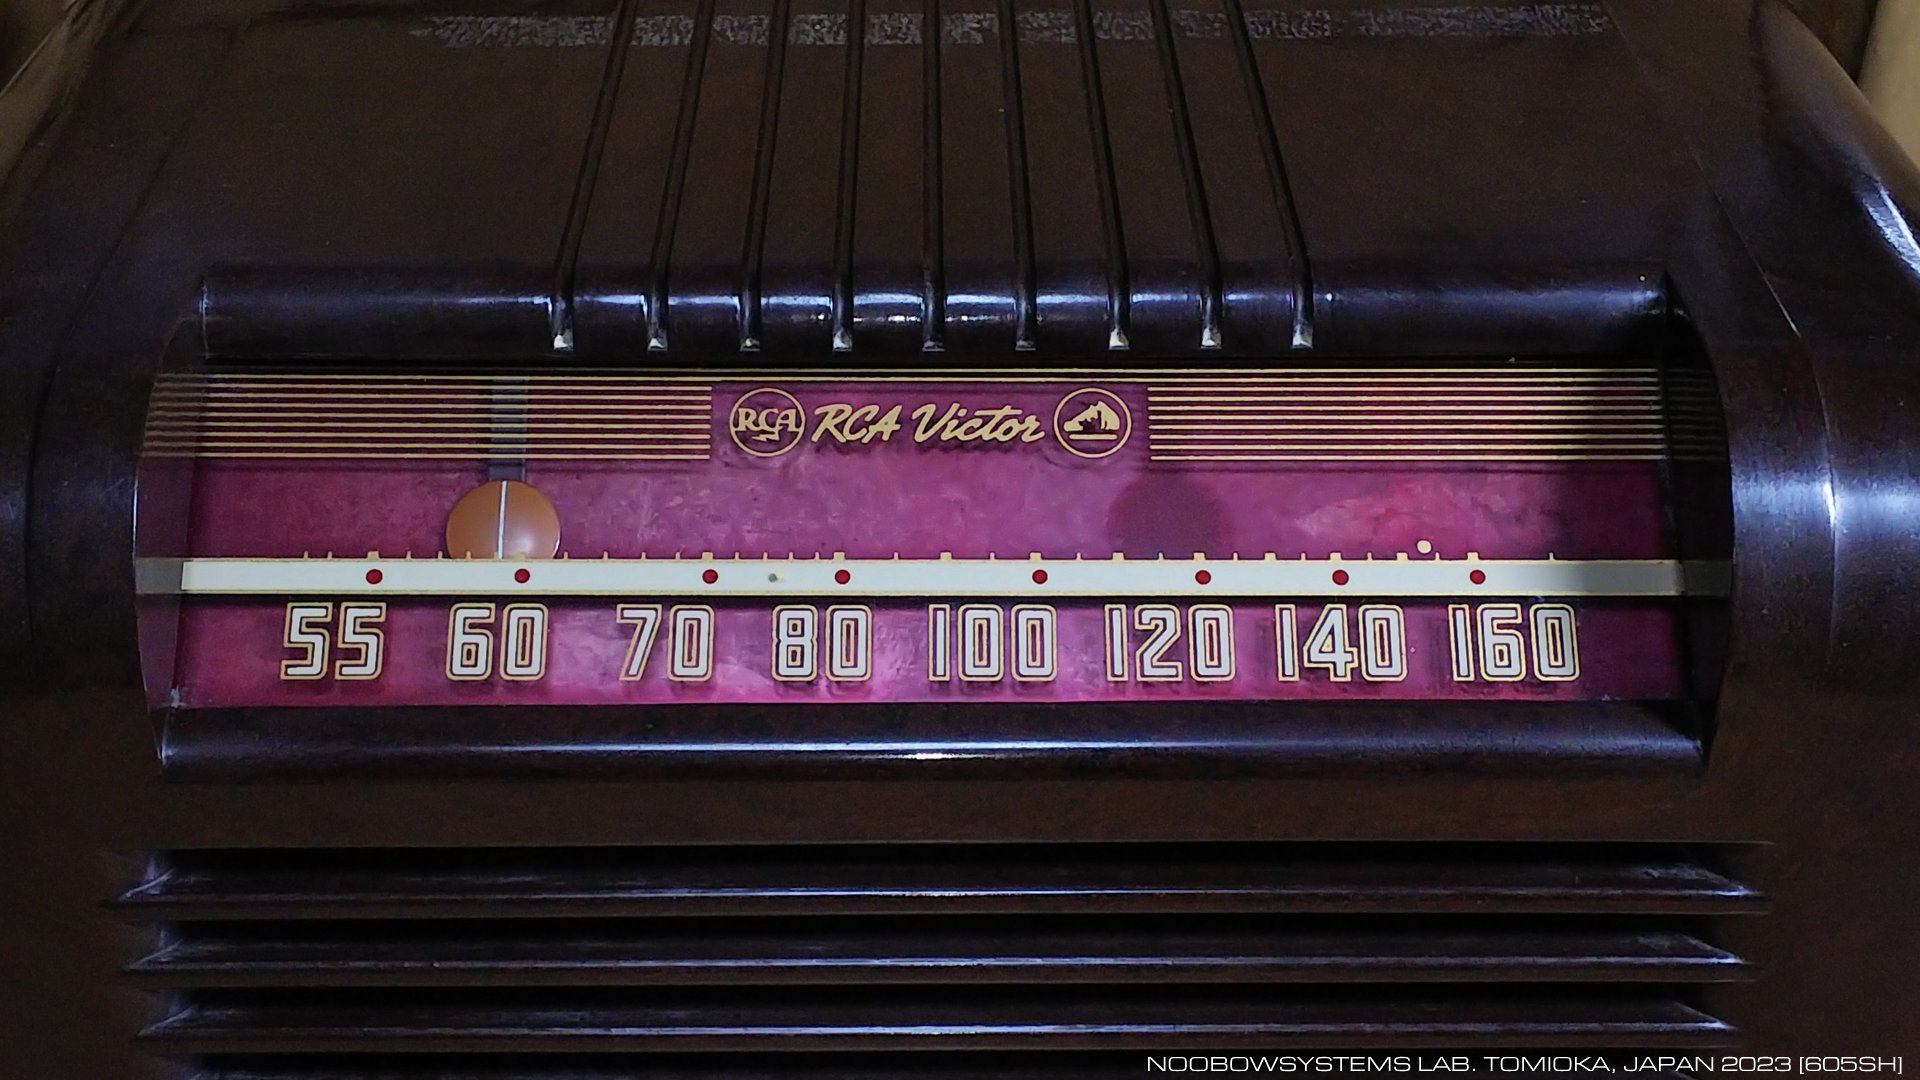 RCA RCA Victor
55 60 70 80 100 120 140 160
NOOBOWSYSTEMS LAB. TOMIOKA, JAPAN 2023 [605SH]